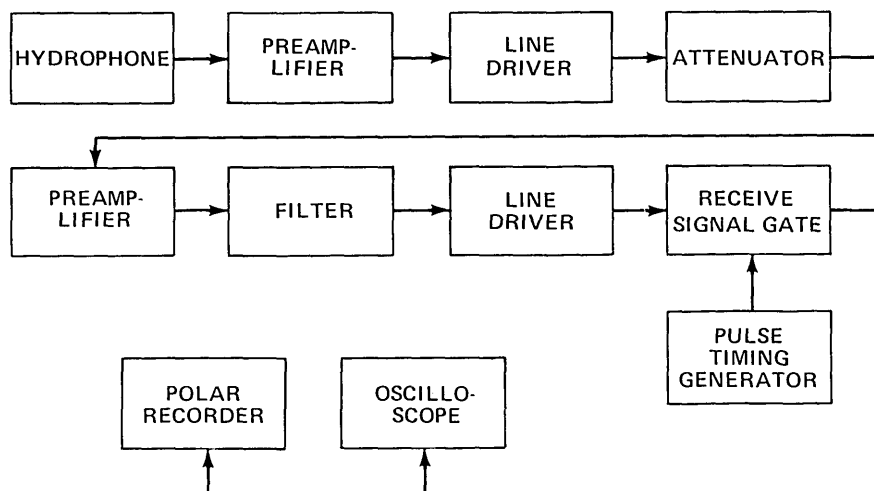 HYDROPHONE
PREAMP-
LIFIER
LINE
DRIVER
ATTENUATOR
PREAMP-
LIFIER
FILTER
LINE
DRIVER
RECEIVE
SIGNAL GATE
PULSE
TIMING
GENERATOR
POLAR
RECORDER
OSCILLO-
SCOPE